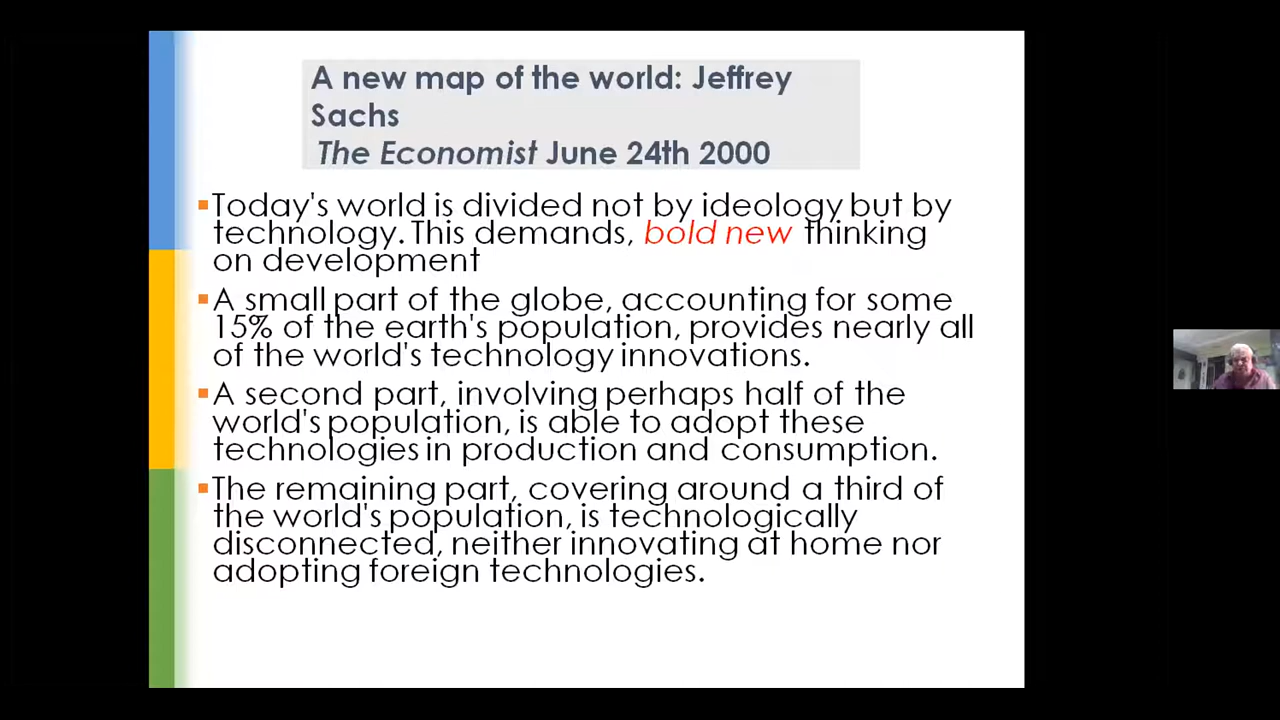 A new map of the world: Jeffrey
Sachs
The Economist June 24th 2000
Today's world is divided not by ideology but by
technology. This demands, bold new thinking
on development
A small part of the globe, accounting for some
15% of the earth's population, provides nearly all
of the world's technology innovations.
A second part, involving perhaps half of the
world's population, is able to adopt these
technologies in production and consumption.
The remaining part, covering around a third of
the world's population, is technologically
disconnected, neither innovating at home nor
adopting foreign technologies.